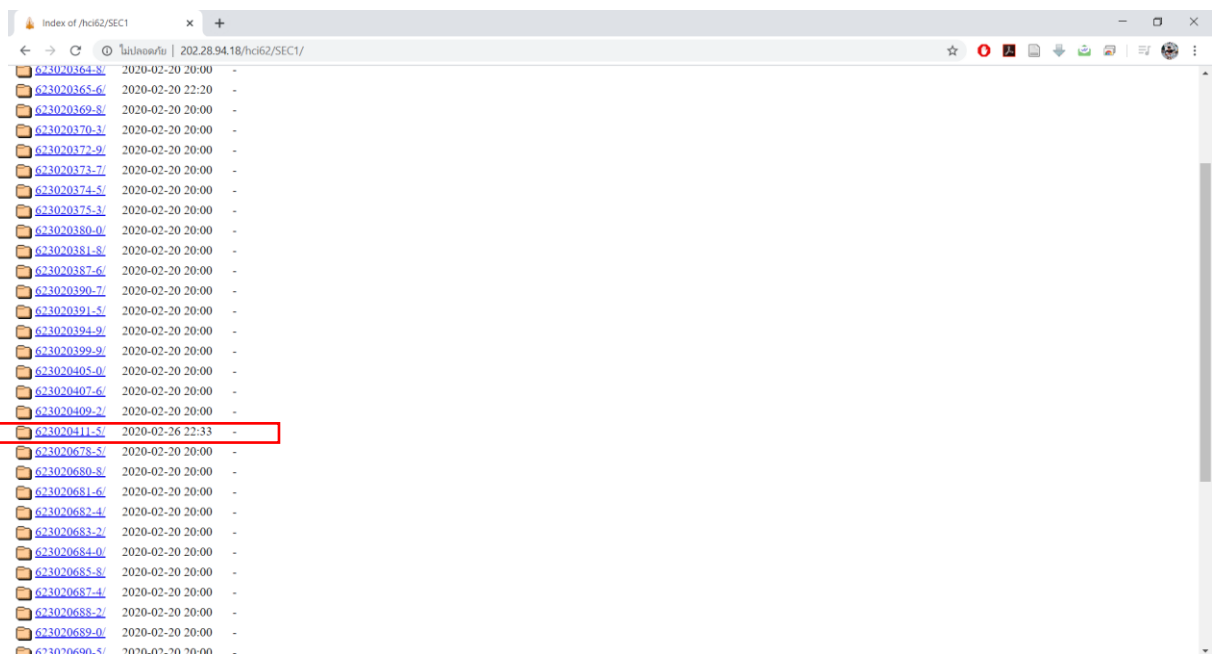 Index of /hci62/SEC1
ไม่ปลอดภัย | 202.28.94.18/hci62/SEC1/
623020364-8/ 2020-02-20 20:00 -
623020365-6/ 2020-02-20 22:20 -
623020369-8/ 2020-02-20 20:00 -
623020370-3/ 2020-02-20 20:00 -
623020372-9/ 2020-02-20 20:00 -
623020373-7/ 2020-02-20 20:00 -
623020374-5/ 2020-02-20 20:00 -
623020375-3/ 2020-02-20 20:00 -
623020380-0/ 2020-02-20 20:00 -
623020381-8/ 2020-02-20 20:00 -
623020387-6/ 2020-02-20 20:00 -
623020390-7/ 2020-02-20 20:00 -
623020391-5/ 2020-02-20 20:00 -
623020394-9/ 2020-02-20 20:00 -
623020399-9/ 2020-02-20 20:00 -
623020405-0/ 2020-02-20 20:00 -
623020407-6/ 2020-02-20 20:00 -
623020409-2/ 2020-02-20 20:00 -
623020411-5/ 2020-02-26 22:33 -
623020678-5/ 2020-02-20 20:00 -
623020680-8/ 2020-02-20 20:00 -
623020681-6/ 2020-02-20 20:00 -
623020682-4/ 2020-02-20 20:00 -
623020683-2/ 2020-02-20 20:00 -
623020684-0/ 2020-02-20 20:00 -
623020685-8/ 2020-02-20 20:00 -
623020687-4/ 2020-02-20 20:00 -
623020688-2/ 2020-02-20 20:00 -
623020689-0/ 2020-02-20 20:00 -
623020690-5/ 2020-02-20 20:00 -